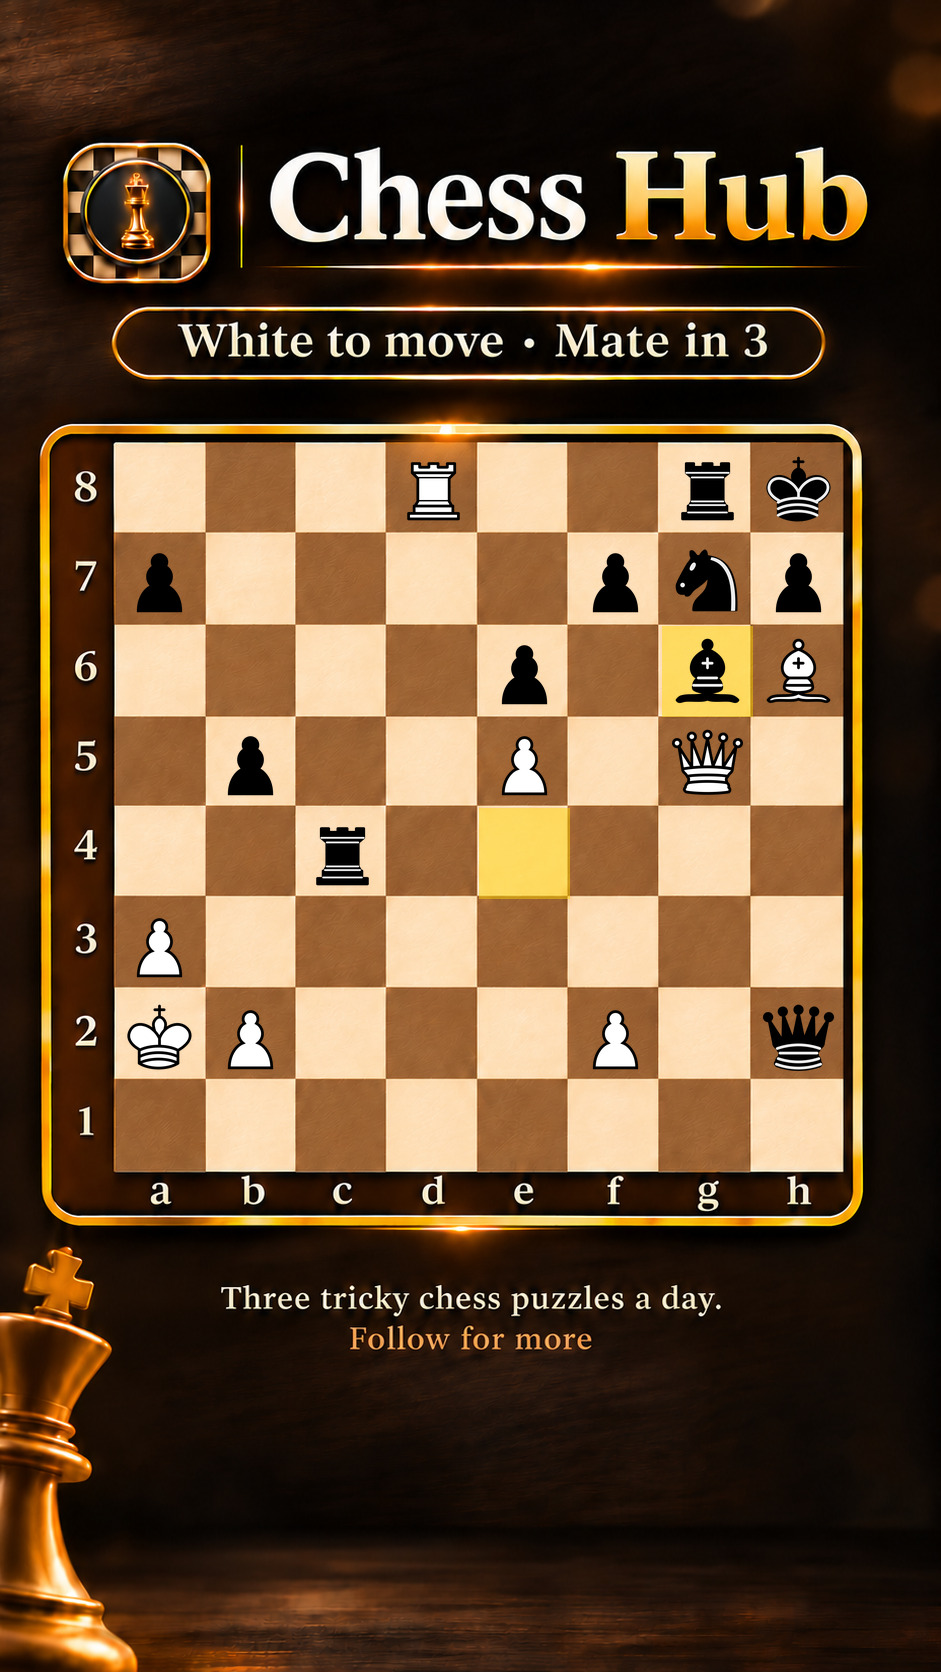 Chess Hub
White to move • Mate in 3
8
7
6
5
4
3
2
1
a b c d e f g h
Three tricky chess puzzles a day.
Follow for more